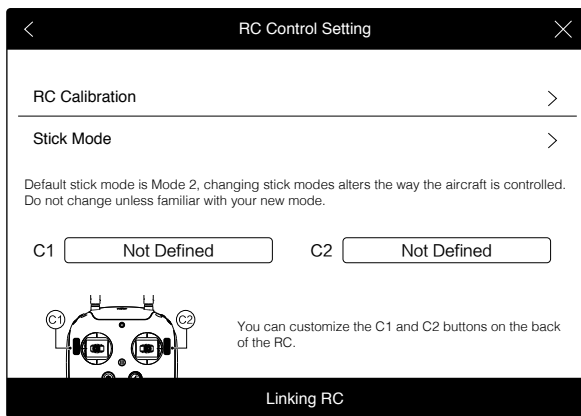 RC Control Setting
RC Calibration
Stick Mode
Default stick mode is Mode 2, changing stick modes alters the way the aircraft is controlled.
Do not change unless familiar with your new mode.
C1 Not Defined C2 Not Defined
C1 C2
You can customize the C1 and C2 buttons on the back
of the RC.
Linking RC